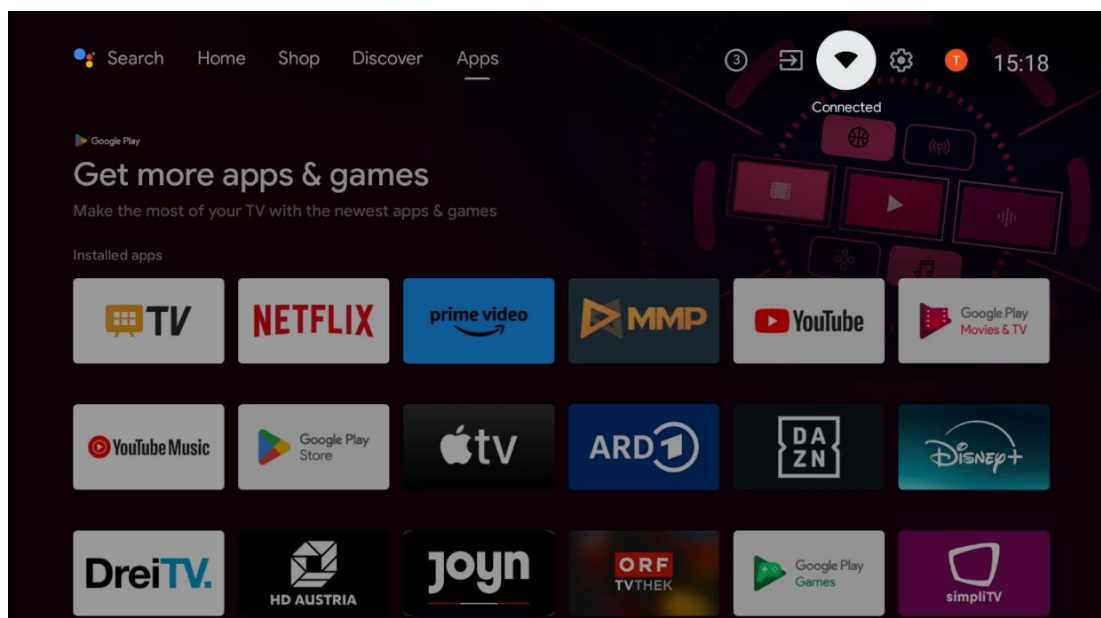 Search Home Shop Discover Apps 3 T 15:18
Connected
Google Play
Get more apps & games
Make the most of your TV with the newest apps & games
Installed apps
TV NETFLIX prime video MMP YouTube Google Play Movies & TV
YouTube Music Google Play Store tv ARD 1 DAZN Disney+
DreiTV. HD AUSTRIA Joyn ORF TVTHEK Google Play Games simpliTV